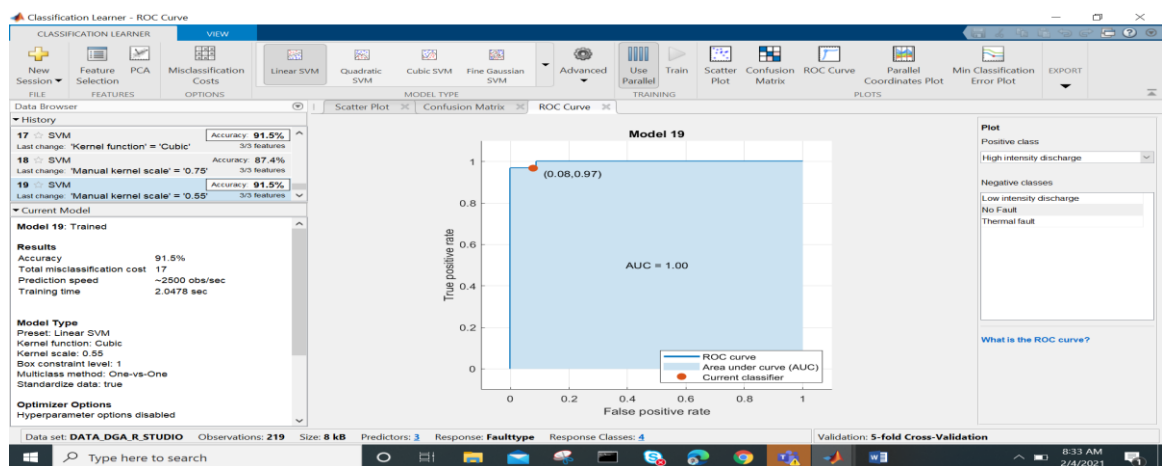 Classification Learner - ROC Curve
CLASSIFICATION LEARNER VIEW
New Session
Feature Selection
PCA
Misclassification Costs
Linear SVM
Quadratic SVM
Cubic SVM
Fine Gaussian SVM
Advanced
Use Parallel
Train
Scatter Plot
Confusion Matrix
ROC Curve
Parallel Coordinates Plot
Min Classification Error Plot
EXPORT
FILE FEATURES OPTIONS MODEL TYPE TRAINING PLOTS
Data Browser
Scatter Plot Confusion Matrix ROC Curve
History
17 SVM Accuracy: 91.5%
Last change: 'Kernel function' = 'Cubic' 3/3 features
18 SVM Accuracy: 87.4%
Last change: 'Manual kernel scale' = '0.75' 3/3 features
19 SVM Accuracy: 91.5%
Last change: 'Manual kernel scale' = '0.55' 3/3 features
Current Model
Model 19: Trained
Results
Accuracy 91.5%
Total misclassification cost 17
Prediction speed ~2500 obs/sec
Training time 2.0478 sec
Model Type
Preset: Linear SVM
Kernel function: Cubic
Kernel scale: 0.55
Box constraint level: 1
Multiclass method: One-vs-One
Standardize data: true
Optimizer Options
Hyperparameter options disabled
Model 19
True positive rate
1
0.8
0.6
0.4
0.2
0
(0.08,0.97)
AUC = 1.00
ROC curve
Area under curve (AUC)
Current classifier
0 0.2 0.4 0.6 0.8 1
False positive rate
Plot
Positive class
High intensity discharge
Negative classes
Low intensity discharge
No Fault
Thermal fault
What is the ROC curve?
Data set: DATA_DGA_R_STUDIO Observations: 219 Size: 8 kB Predictors: 3 Response: Faulttype Response Classes: 4 Validation: 5-fold Cross-Validation
Type here to search
8:33 AM
2/4/2021